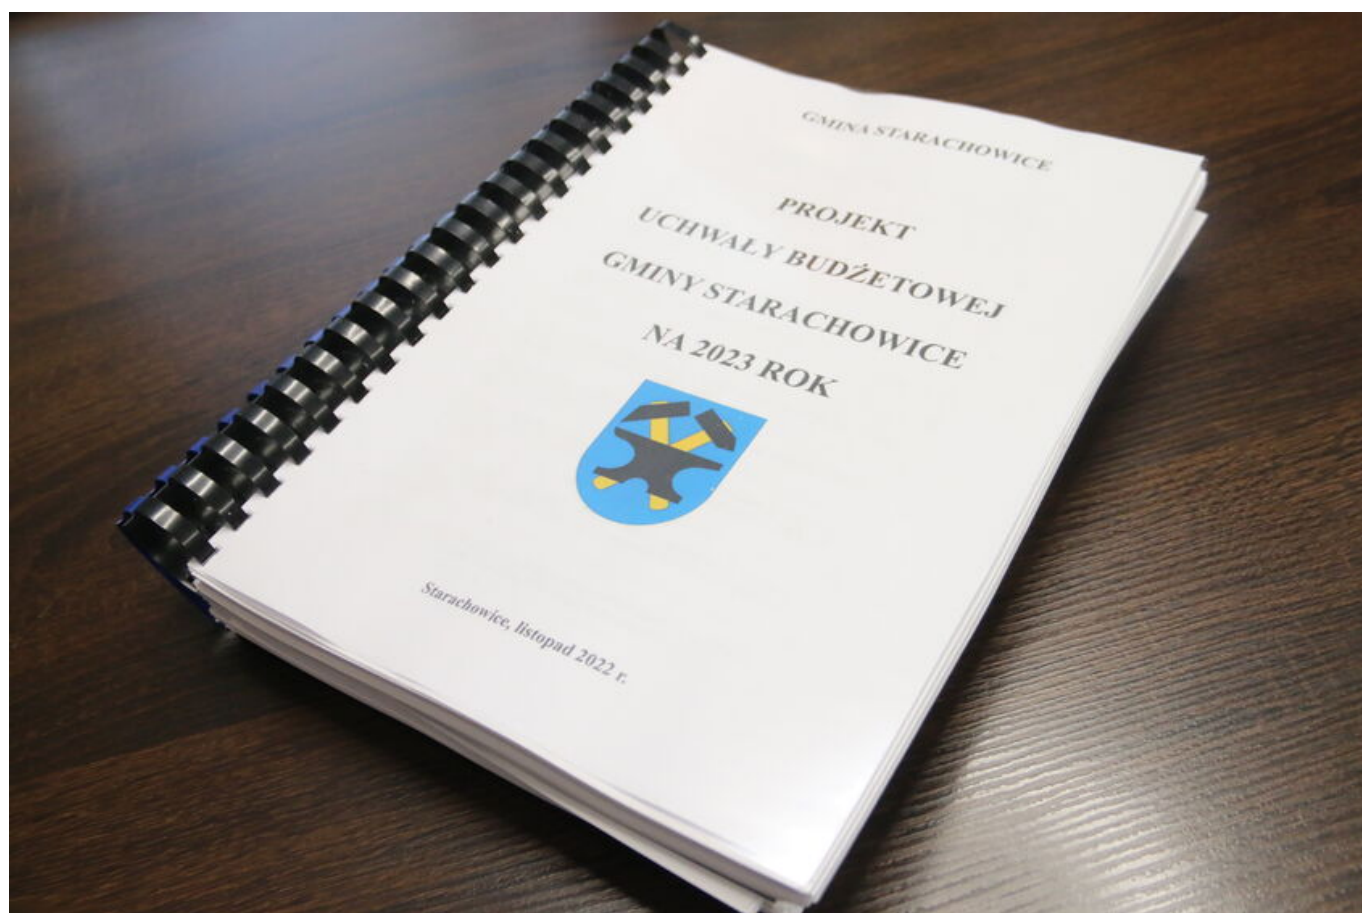 GMINA STARACHOWICE
PROJEKT
UCHWAŁY BUDŻETOWEJ
GMINY STARACHOWICE
NA 2023 ROK
Starachowice, listopad 2022 r.